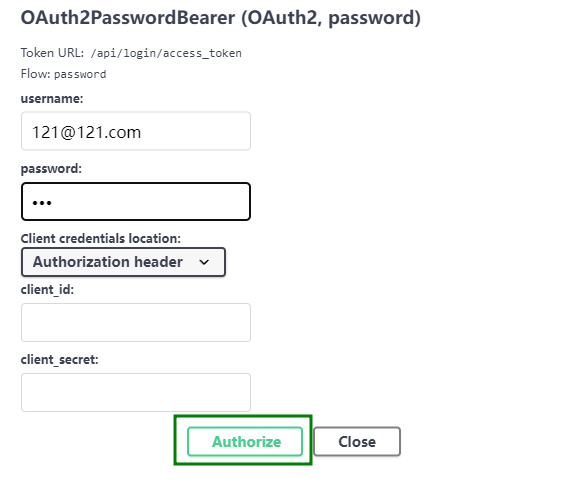 OAuth2PasswordBearer (OAuth2, password)
Token URL: /api/login/access_token
Flow: password
username:
121@121.com
password:
•••
Client credentials location:
Authorization header
client_id:
client_secret:
Authorize Close